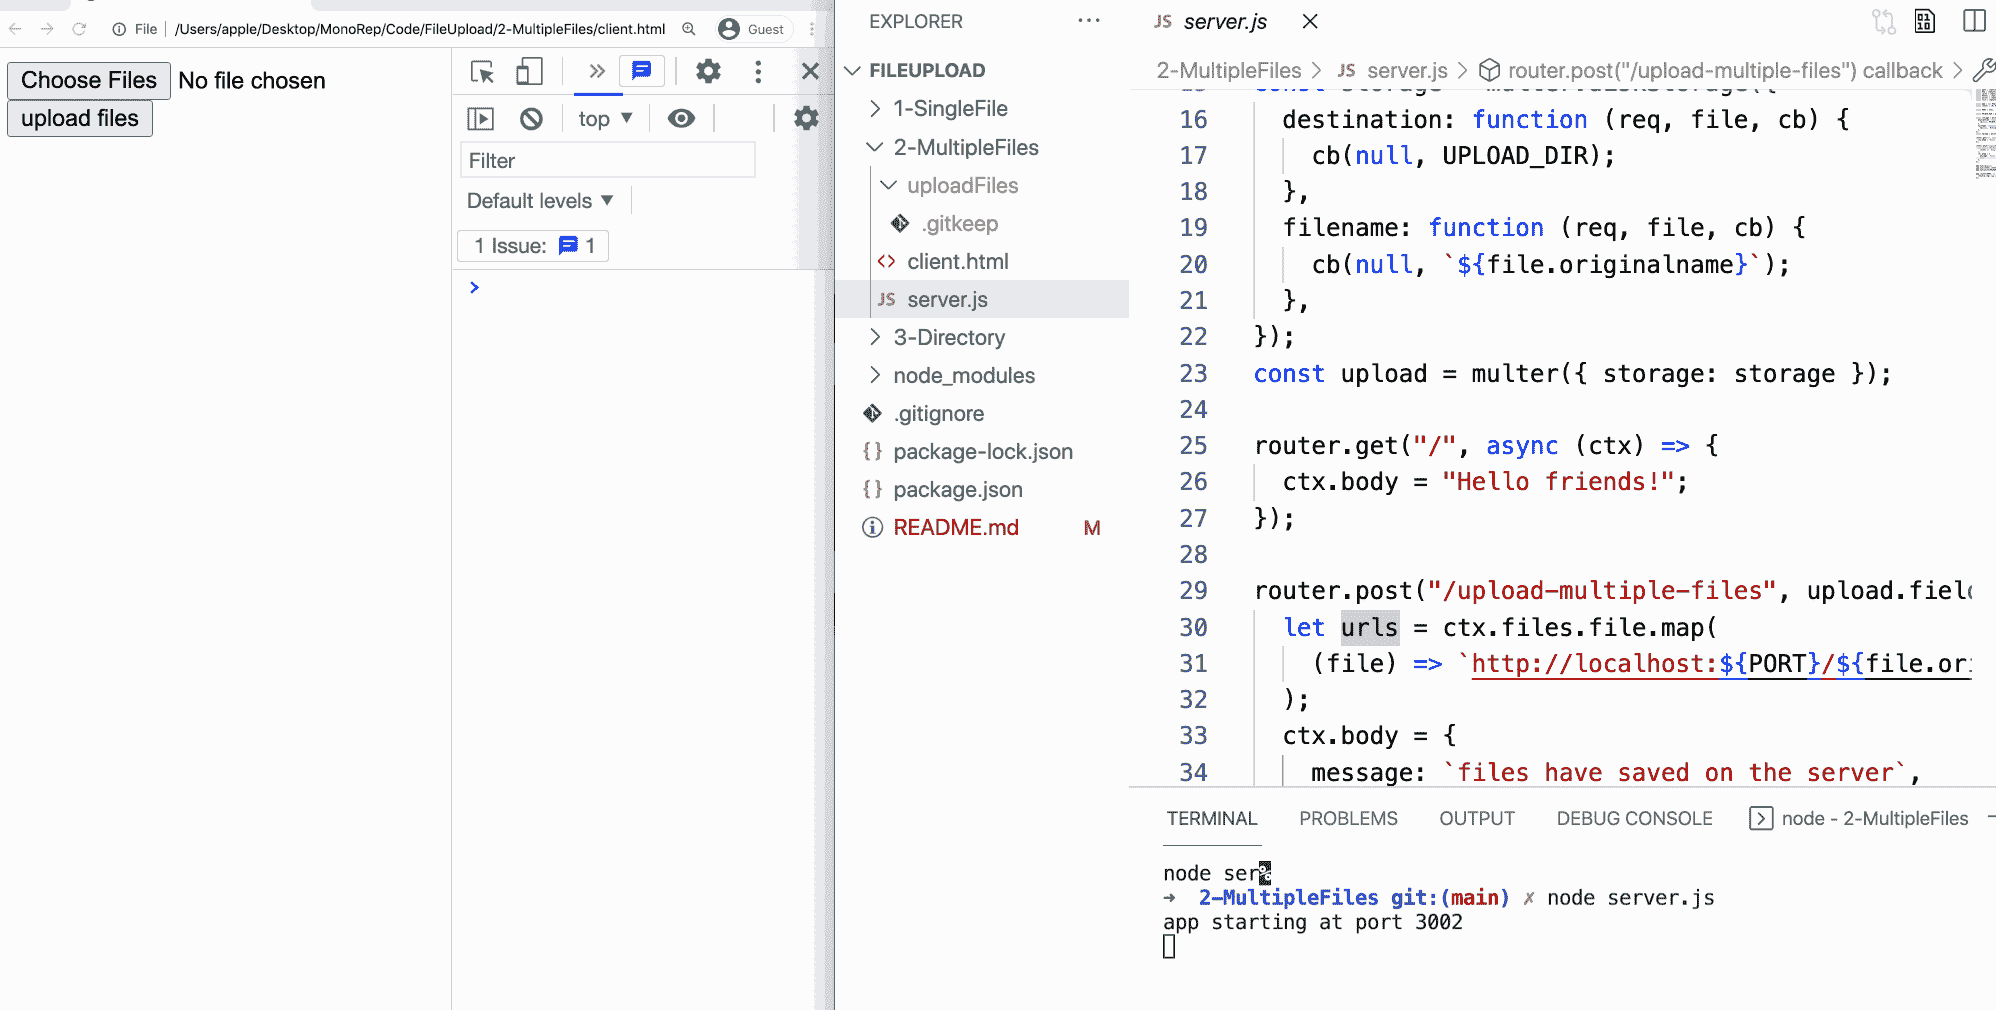 File /Users/apple/Desktop/MonoRep/Code/FileUpload/2-MultipleFiles/client.html Guest
Choose Files No file chosen
upload files
top
Filter
Default levels
1 Issue: 1
EXPLORER
FILEUPLOAD
1-SingleFile
2-MultipleFiles
uploadFiles
.gitkeep
client.html
JS server.js
3-Directory
node_modules
.gitignore
{} package-lock.json
{} package.json
README.md M
JS server.js
2-MultipleFiles > JS server.js > router.post("/upload-multiple-files") callback >
16 destination: function (req, file, cb) {
17 cb(null, UPLOAD_DIR);
18 },
19 filename: function (req, file, cb) {
20 cb(null, `${file.originalname}`);
21 },
22 });
23 const upload = multer({ storage: storage });
24
25 router.get("/", async (ctx) => {
26 ctx.body = "Hello friends!";
27 });
28
29 router.post("/upload-multiple-files", upload.fiel
30 let urls = ctx.files.file.map(
31 (file) => `http://localhost:${PORT}/${file.ori
32 );
33 ctx.body = {
34 message: `files have saved on the server`,
TERMINAL PROBLEMS OUTPUT DEBUG CONSOLE node - 2-MultipleFiles
node ser%
➜ 2-MultipleFiles git:(main) ✗ node server.js
app starting at port 3002